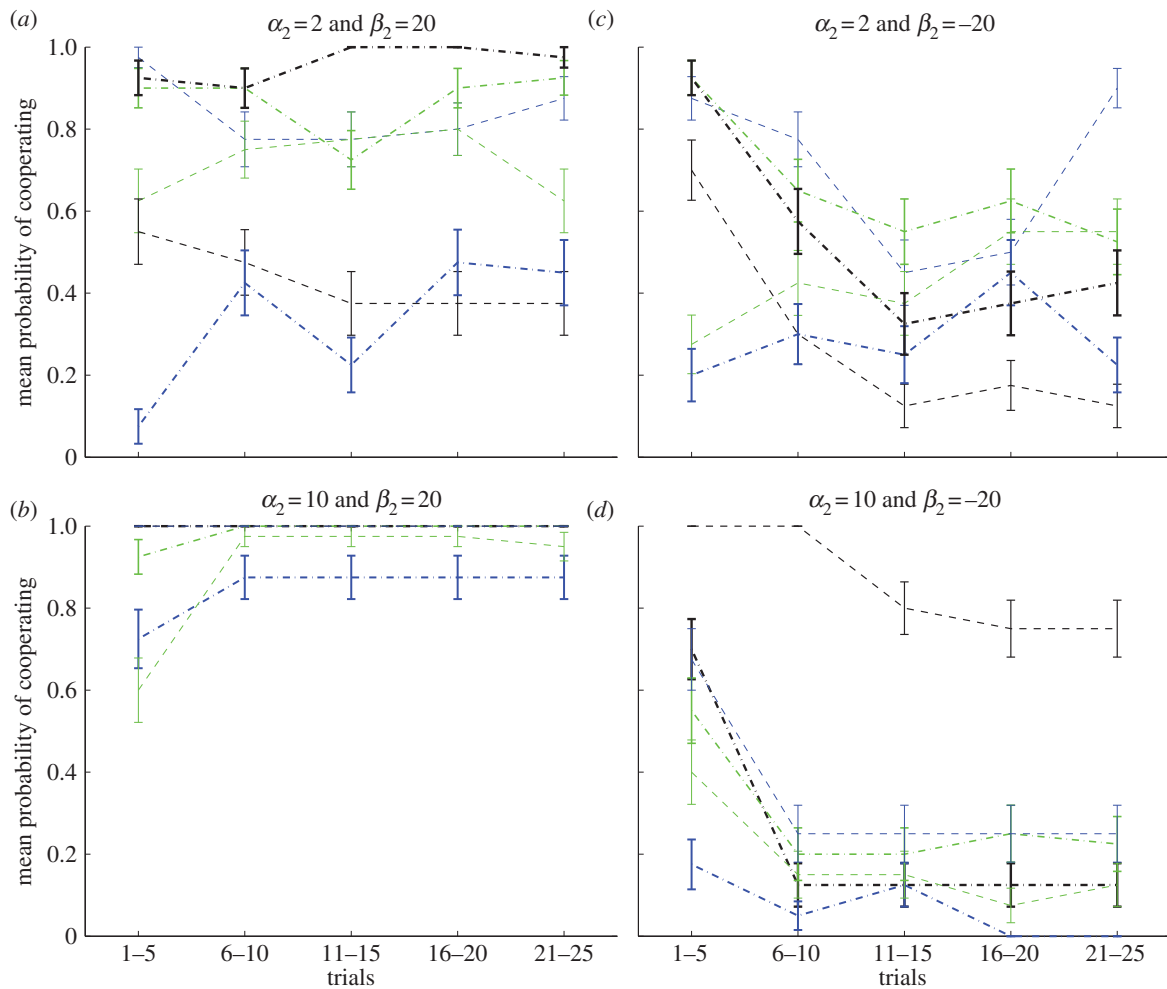 (a)
α2=2 and β2=20
1.0
0.8
0.6
0.4
0.2
0
mean probability of cooperating
(c)
α2=2 and β2=–20
(b)
α2=10 and β2=20
1.0
0.8
0.6
0.4
0.2
0
mean probability of cooperating
1–5
6–10
11–15
16–20
21–25
trials
(d)
α2=10 and β2=–20
1–5
6–10
11–15
16–20
21–25
trials